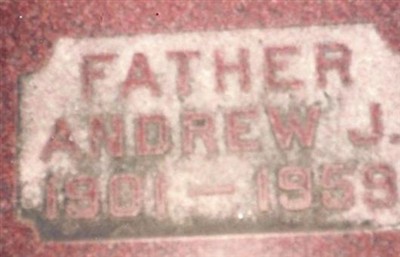 FATHER
ANDREW J.
1901 — 1959